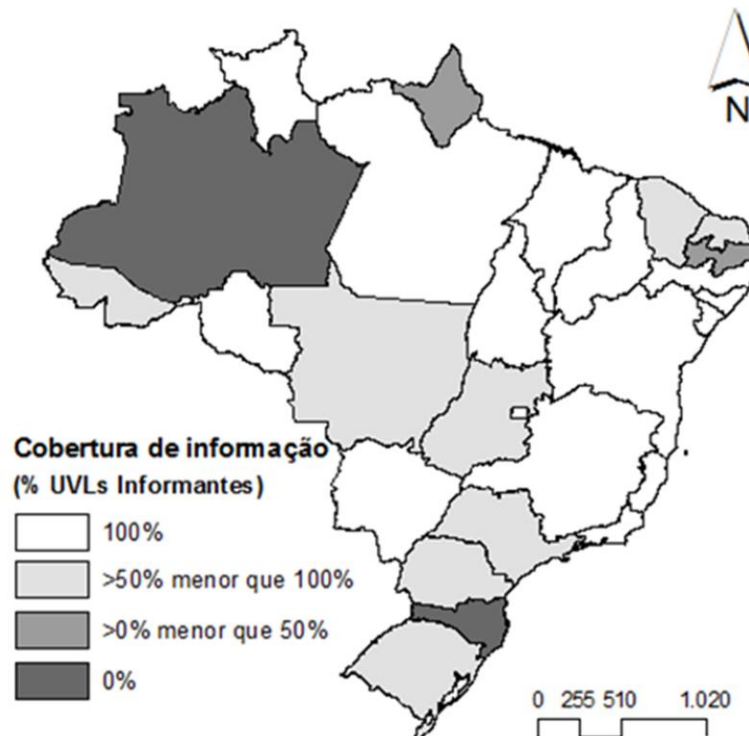 N
Cobertura de informação
(% UVLs Informantes)
100%
>50% menor que 100%
>0% menor que 50%
0%
0 255 510 1.020